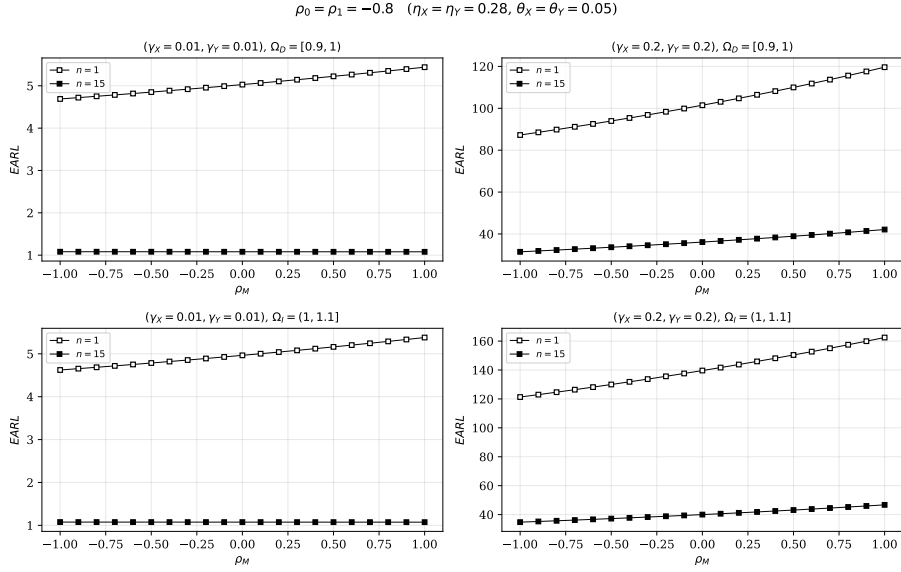 ρ₀ = ρ₁ = −0.8 (η_X = η_Y = 0.28, θ_X = θ_Y = 0.05)
(γ_X = 0.01, γ_Y = 0.01), Ω_D = [0.9, 1)
n = 1
n = 15
EARL
5
4
3
2
1
−1.00 −0.75 −0.50 −0.25 0.00 0.25 0.50 0.75 1.00
ρ_M
(γ_X = 0.2, γ_Y = 0.2), Ω_D = [0.9, 1)
n = 1
n = 15
EARL
120
100
80
60
40
−1.00 −0.75 −0.50 −0.25 0.00 0.25 0.50 0.75 1.00
ρ_M
(γ_X = 0.01, γ_Y = 0.01), Ω_I = (1, 1.1]
n = 1
n = 15
EARL
5
4
3
2
1
−1.00 −0.75 −0.50 −0.25 0.00 0.25 0.50 0.75 1.00
ρ_M
(γ_X = 0.2, γ_Y = 0.2), Ω_I = (1, 1.1]
n = 1
n = 15
EARL
160
140
120
100
80
60
40
−1.00 −0.75 −0.50 −0.25 0.00 0.25 0.50 0.75 1.00
ρ_M